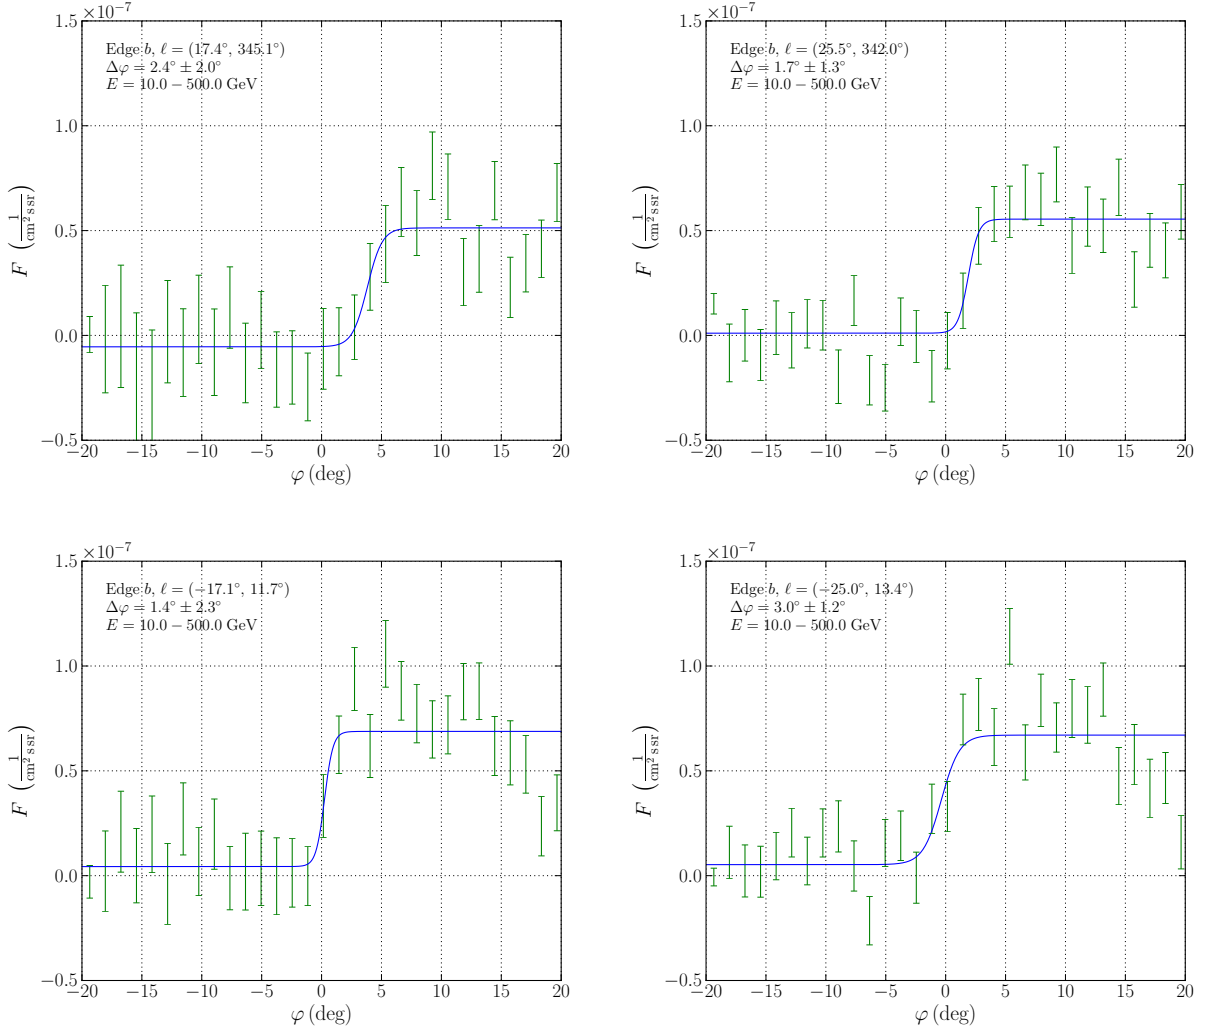 ×10⁻⁷
1.5
Edge b, ℓ = (17.4°, 345.1°)
Δφ = 2.4° ± 2.0°
E = 10.0 − 500.0 GeV
1.0
0.5
0.0
−0.5
F (1/cm² s sr)
−20 −15 −10 −5 0 5 10 15 20
φ (deg)
×10⁻⁷
1.5
Edge b, ℓ = (25.5°, 342.0°)
Δφ = 1.7° ± 1.3°
E = 10.0 − 500.0 GeV
1.0
0.5
0.0
−0.5
F (1/cm² s sr)
−20 −15 −10 −5 0 5 10 15 20
φ (deg)
×10⁻⁷
1.5
Edge b, ℓ = (−17.1°, 11.7°)
Δφ = 1.4° ± 2.3°
E = 10.0 − 500.0 GeV
1.0
0.5
0.0
−0.5
F (1/cm² s sr)
−20 −15 −10 −5 0 5 10 15 20
φ (deg)
×10⁻⁷
1.5
Edge b, ℓ = (−25.0°, 13.4°)
Δφ = 3.0° ± 1.2°
E = 10.0 − 500.0 GeV
1.0
0.5
0.0
−0.5
F (1/cm² s sr)
−20 −15 −10 −5 0 5 10 15 20
φ (deg)